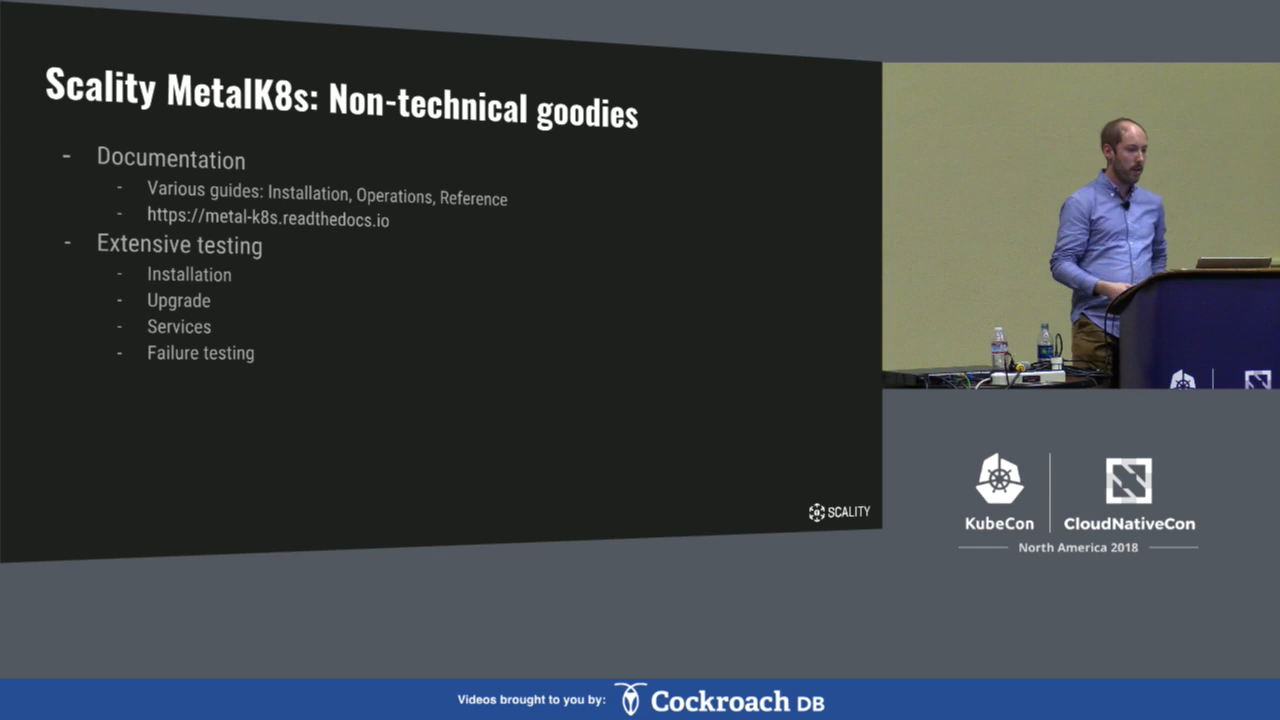 Scality MetalK8s: Non-technical goodies
- Documentation
- Various guides: Installation, Operations, Reference
- https://metal-k8s.readthedocs.io
- Extensive testing
- Installation
- Upgrade
- Services
- Failure testing
SCALITY
KubeCon
CloudNativeCon
North America 2018
Videos brought to you by: Cockroach DB